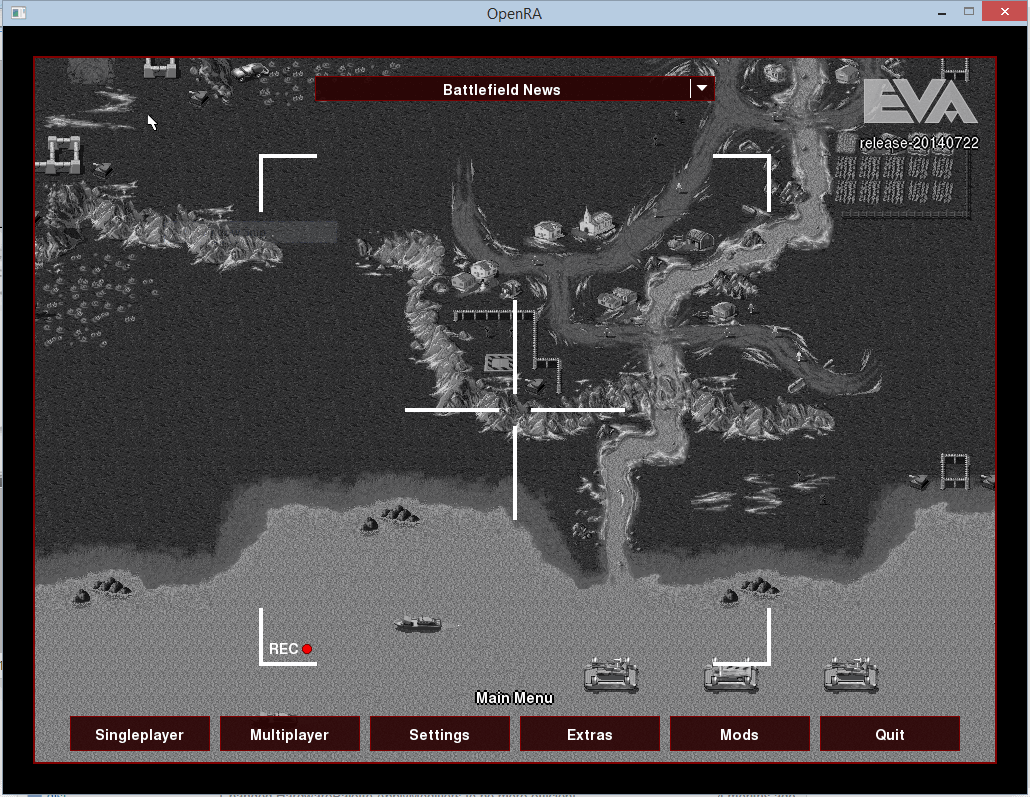 OpenRA
Battlefield News
EVA
release-20140722
REC
Main Menu
Singleplayer
Multiplayer
Settings
Extras
Mods
Quit